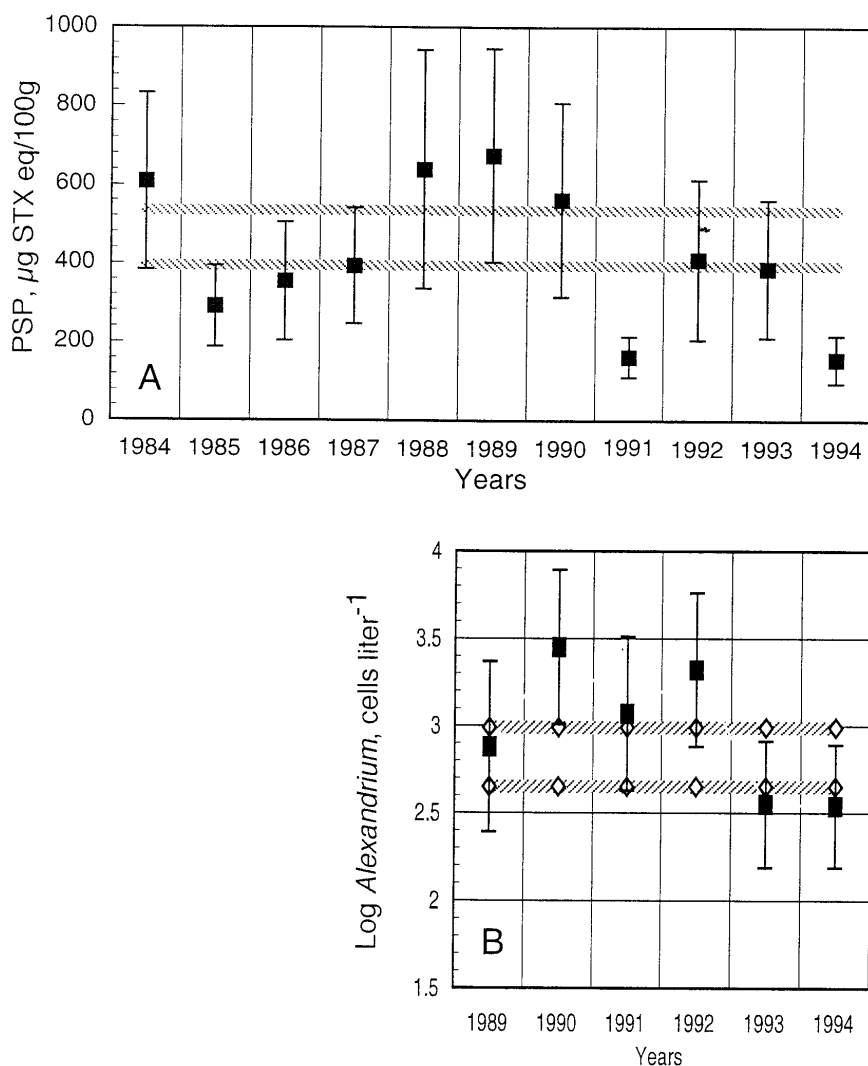 1000
800
600
400
200
0
PSP, µg STX eq/100g
A
1984 1985 1986 1987 1988 1989 1990 1991 1992 1993 1994
Years
4
3.5
3
2.5
2
1.5
Log Alexandrium, cells liter⁻¹
B
1989 1990 1991 1992 1993 1994
Years